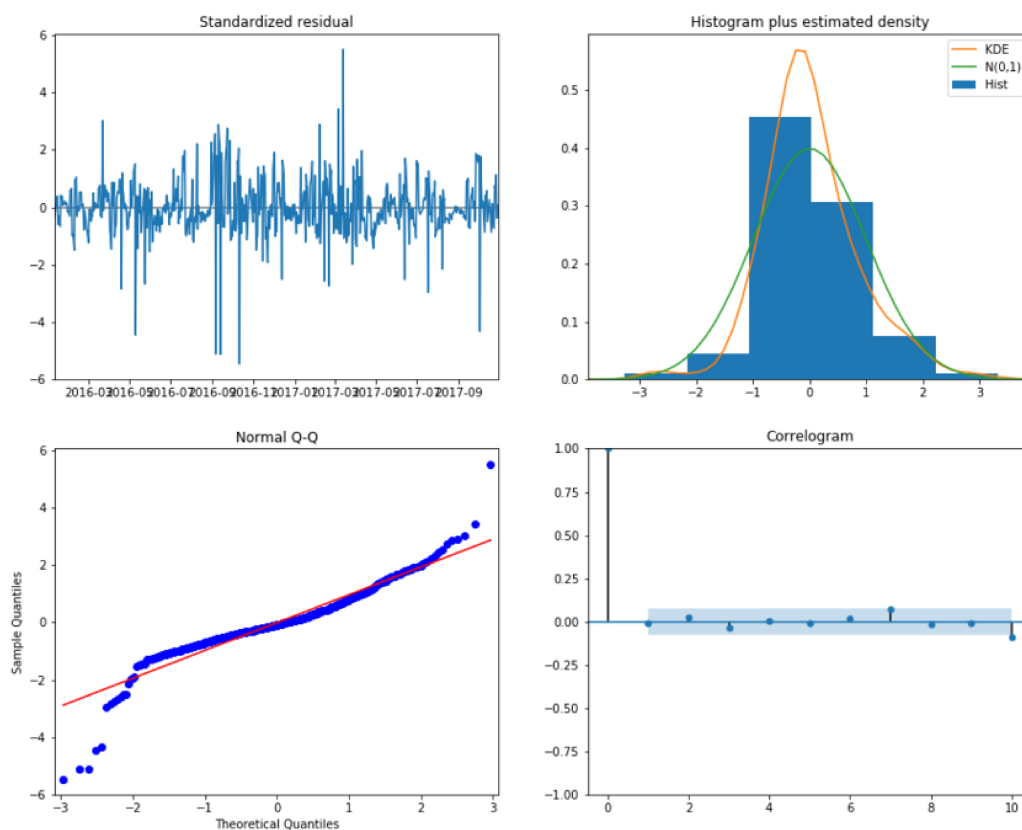 Standardized residual
6
4
2
0
−2
−4
−6
2016-03 2016-05 2016-07 2016-09 2016-11 2017-01 2017-03 2017-05 2017-07 2017-09
Histogram plus estimated density
KDE
N(0,1)
Hist
0.5
0.4
0.3
0.2
0.1
0.0
−3 −2 −1 0 1 2 3
Normal Q-Q
Sample Quantiles
6
4
2
0
−2
−4
−6
−3 −2 −1 0 1 2 3
Theoretical Quantiles
Correlogram
1.00
0.75
0.50
0.25
0.00
−0.25
−0.50
−0.75
−1.00
0 2 4 6 8 10